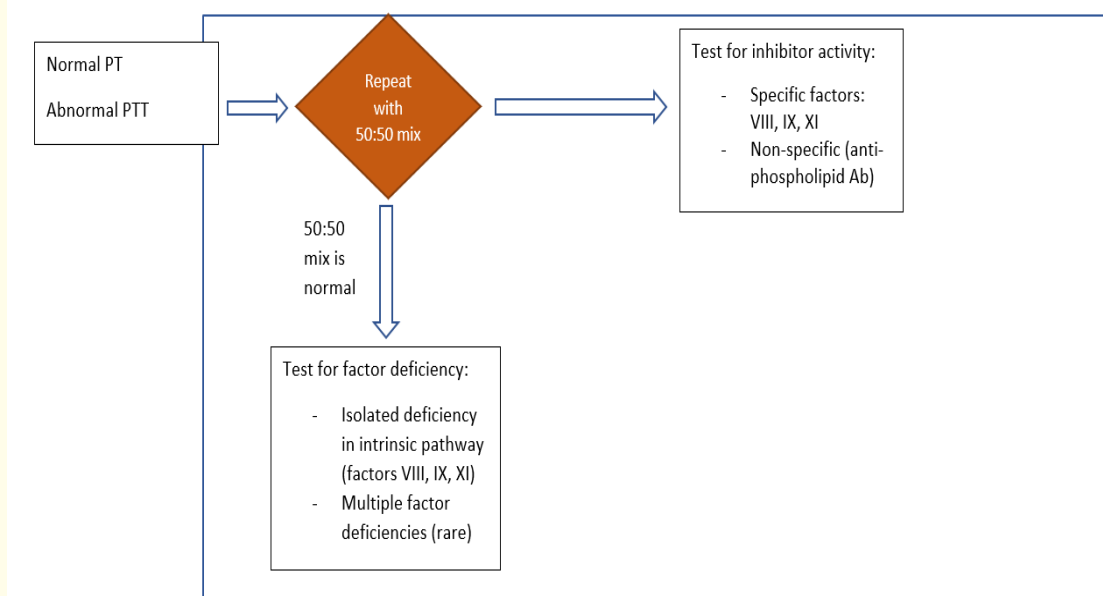 Normal PT
Abnormal PTT
Repeat
with
50:50 mix
Test for inhibitor activity:
- Specific factors:
VIII, IX, XI
- Non-specific (anti-
phospholipid Ab)
50:50
mix is
normal
Test for factor deficiency:
- Isolated deficiency
in intrinsic pathway
(factors VIII, IX, XI)
- Multiple factor
deficiencies (rare)